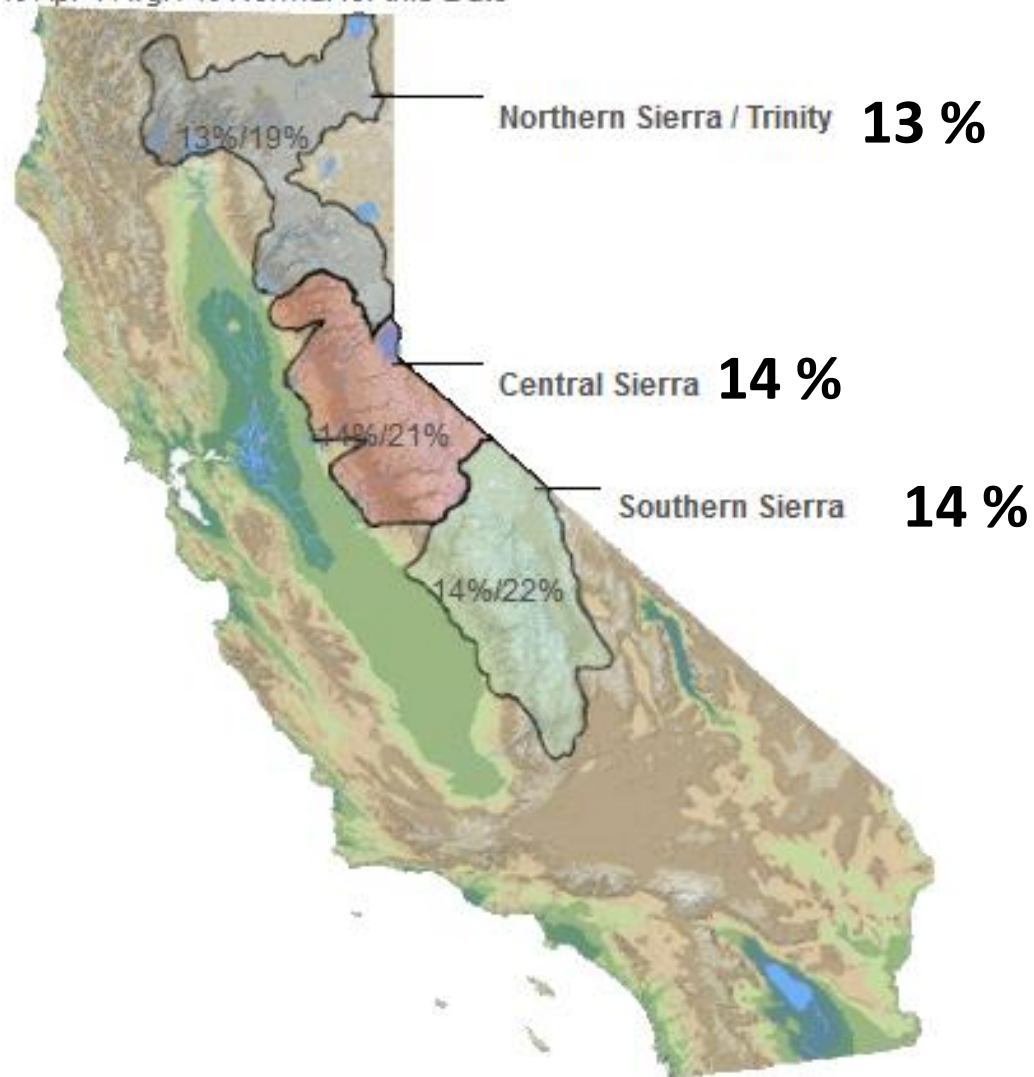 Northern Sierra / Trinity 13 %
13%/19%
Central Sierra 14 %
14%/21%
Southern Sierra 14 %
14%/22%